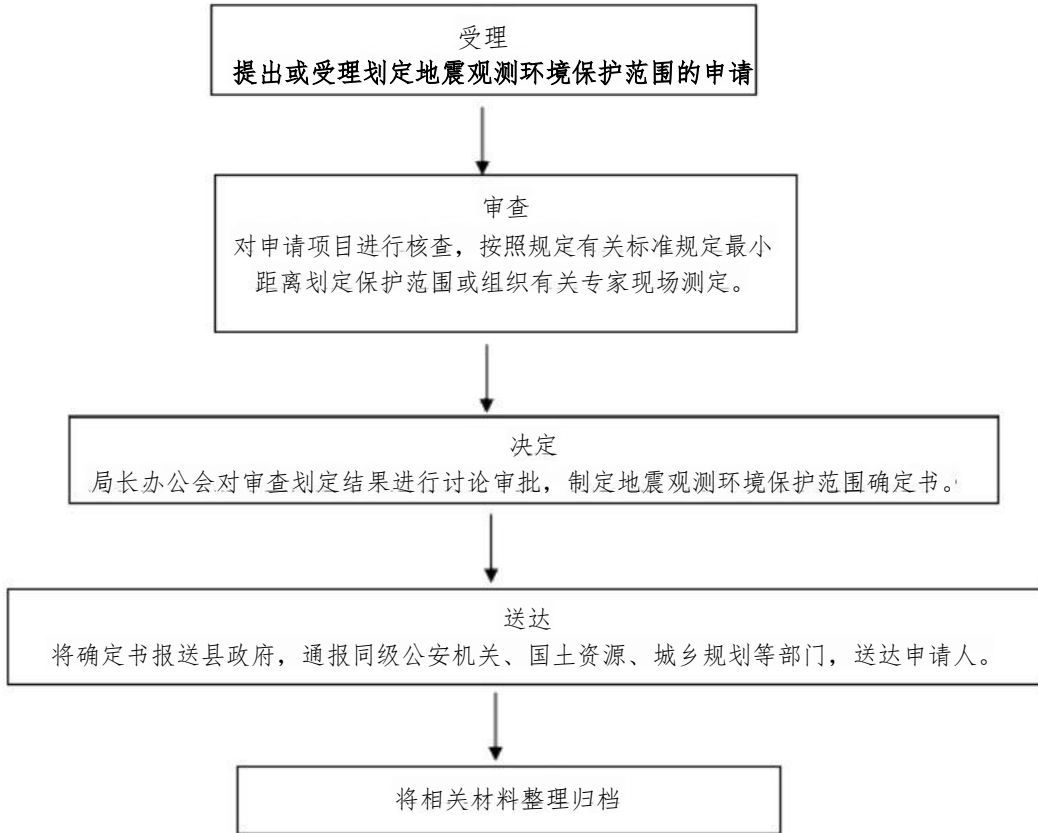 受理
提出或受理划定地震观测环境保护范围的申请
审查
对申请项目进行核查，按照规定有关标准规定最小
距离划定保护范围或组织有关专家现场测定。
决定
局长办公会对审查划定结果进行讨论审批，制定地震观测环境保护范围确定书。
送达
将确定书报送县政府，通报同级公安机关、国土资源、城乡规划等部门，送达申请人。
将相关材料整理归档